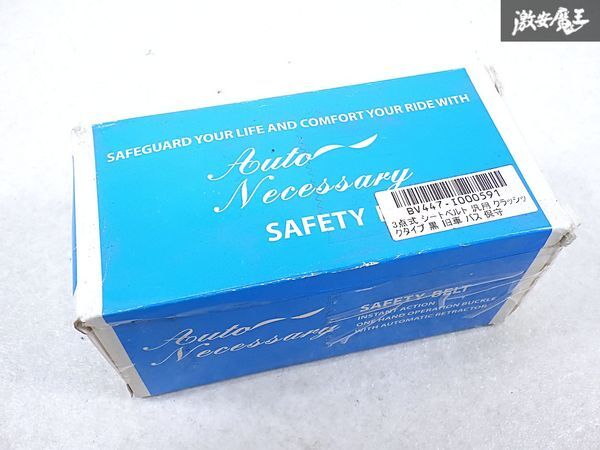 激安魔王
SAFEGUARD YOUR LIFE AND COMFORT YOUR RIDE WITH
Auto
Necessary
SAFETY
BV447-I000591
3点式 シートベルト 汎用 クラッシッ
クタイプ 黒 旧車 バス 保守
Auto
Necessary
SAFETY BELT
INSTANT ACTION
ONE HAND OPERATION BUCKLE
WITH AUTOMATIC RETRACTOR